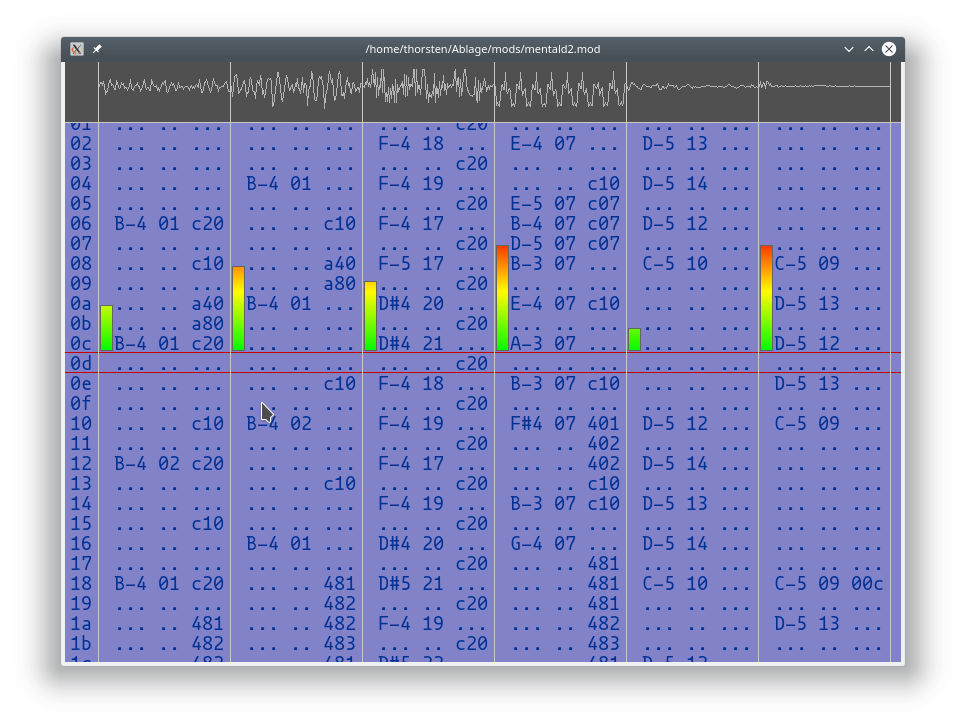 /home/thorsten/Ablage/mods/mentald2.mod
01 ... .. ... ... .. ... ... .. c20 ... .. ... ... .. ... ... .. ...
02 ... .. ... ... .. ... F-4 18 ... E-4 07 ... D-5 13 ... ... .. ...
03 ... .. ... ... .. ... ... .. c20 ... .. ... ... .. ... ... .. ...
04 ... .. ... B-4 01 ... F-4 19 ... ... .. c10 D-5 14 ... ... .. ...
05 ... .. ... ... .. ... ... .. c20 E-5 07 c07 ... .. ... ... .. ...
06 B-4 01 c20 ... .. c10 F-4 17 ... B-4 07 c07 D-5 12 ... ... .. ...
07 ... .. ... ... .. ... ... .. c20 D-5 07 c07 ... .. ... ... .. ...
08 ... .. c10 ... .. a40 F-5 17 ... B-3 07 ... C-5 10 ... C-5 09 ...
09 ... .. ... ... .. a80 ... .. c20 ... .. ... ... .. ... ... .. ...
0a ... .. a40 B-4 01 ... D#4 20 ... E-4 07 c10 ... .. ... D-5 13 ...
0b ... .. a80 ... .. ... ... .. c20 ... .. ... ... .. ... ... .. ...
0c B-4 01 c20 ... .. ... D#4 21 ... A-3 07 ... ... .. ... D-5 12 ...
0d ... .. ... ... .. ... ... .. c20 ... .. ... ... .. ... ... .. ...
0e ... .. ... ... .. c10 F-4 18 ... B-3 07 c10 ... .. ... D-5 13 ...
0f ... .. ... ... .. ... ... .. c20 ... .. ... ... .. ... ... .. ...
10 ... .. c10 B-4 02 ... F-4 19 ... F#4 07 401 D-5 12 ... C-5 09 ...
11 ... .. ... ... .. ... ... .. c20 ... .. 402 ... .. ... ... .. ...
12 B-4 02 c20 ... .. ... F-4 17 ... ... .. 402 D-5 14 ... ... .. ...
13 ... .. ... ... .. c10 ... .. c20 ... .. c10 ... .. ... ... .. ...
14 ... .. ... ... .. ... F-4 19 ... B-3 07 c10 D-5 13 ... ... .. ...
15 ... .. c10 ... .. ... ... .. c20 ... .. ... ... .. ... ... .. ...
16 ... .. ... B-4 01 ... D#4 20 ... G-4 07 ... D-5 14 ... ... .. ...
17 ... .. ... ... .. ... ... .. c20 ... .. 481 ... .. ... ... .. ...
18 B-4 01 c20 ... .. 481 D#5 21 ... ... .. 481 C-5 10 ... C-5 09 00c
19 ... .. ... ... .. 482 ... .. c20 ... .. 481 ... .. ... ... .. ...
1a ... .. 481 ... .. 482 F-4 19 ... ... .. 482 ... .. ... D-5 13 ...
1b ... .. 482 ... .. 483 ... .. c20 ... .. 483 ... .. ... ... .. ...